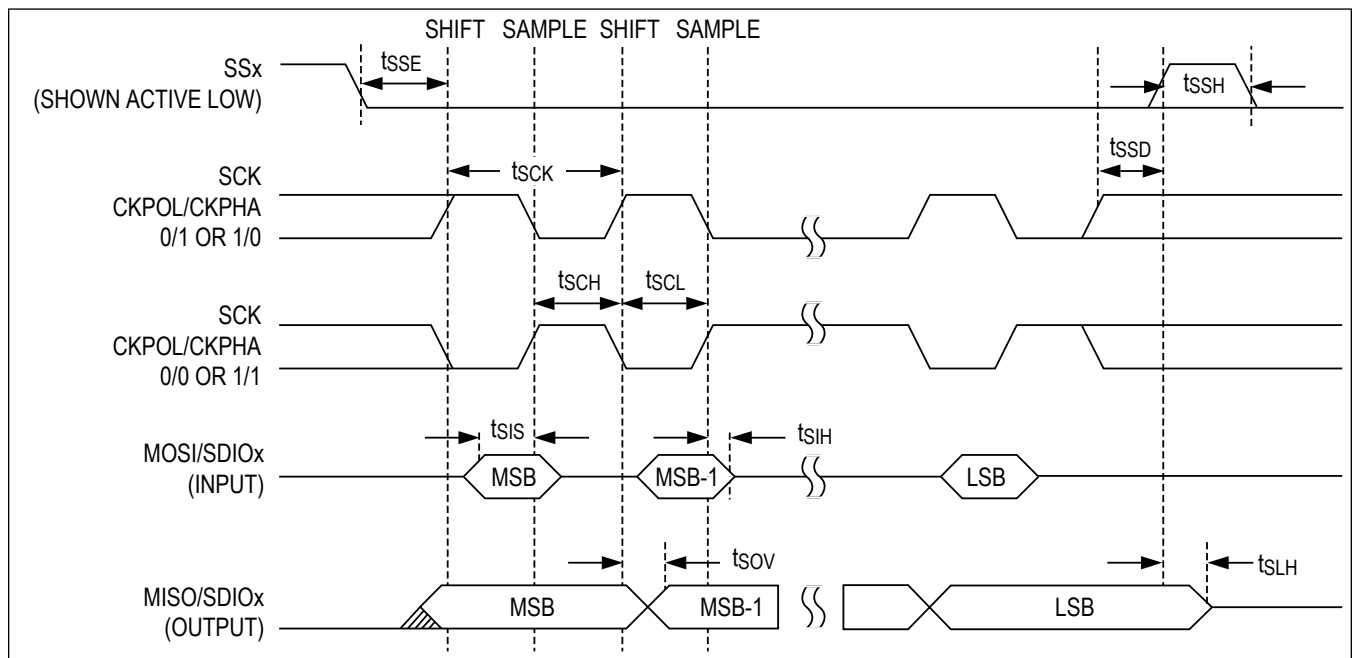 SHIFT SAMPLE SHIFT SAMPLE
SSx
(SHOWN ACTIVE LOW)
tSSE
tSSH
tSSD
SCK
CKPOL/CKPHA
0/1 OR 1/0
tSCK
tSCH
tSCL
SCK
CKPOL/CKPHA
0/0 OR 1/1
MOSI/SDIOx
(INPUT)
tSIS
tSIH
MSB
MSB-1
LSB
tSOV
tSLH
MISO/SDIOx
(OUTPUT)
MSB
MSB-1
LSB